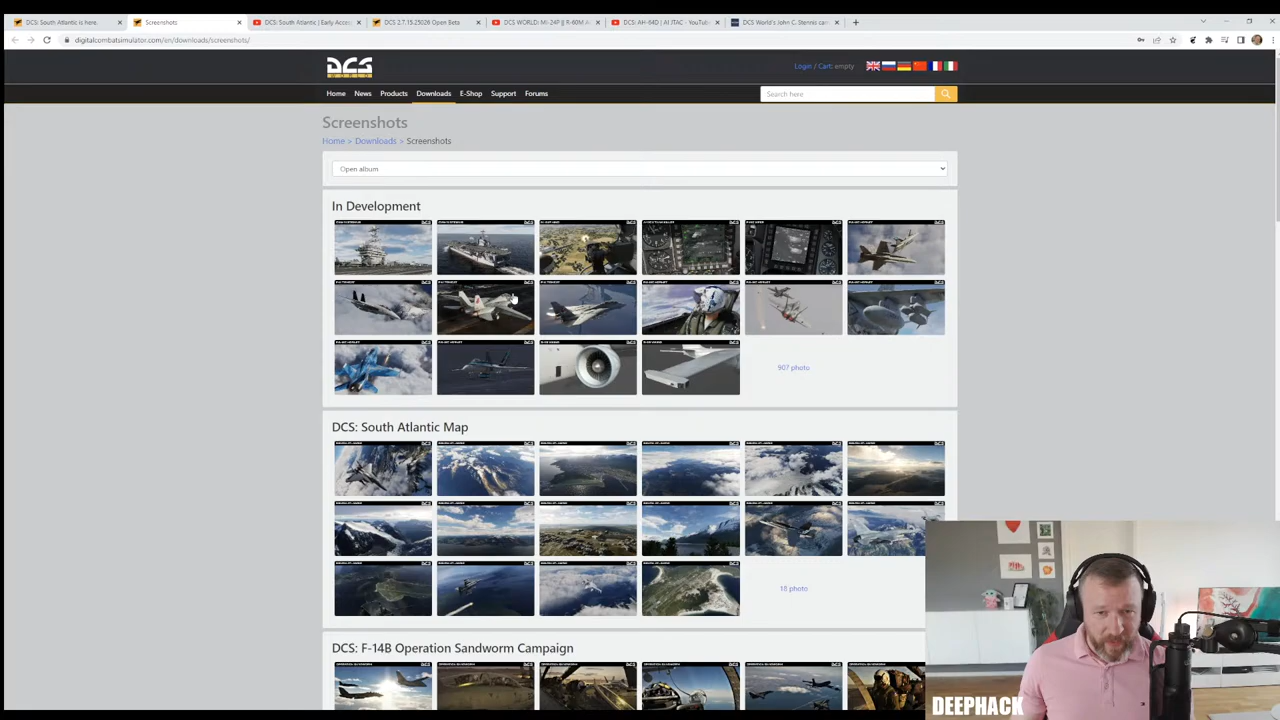 DCS: South Atlantic is here.
Screenshots
DCS: South Atlantic | Early Acces
DCS 2.7.15.25026 Open Beta
DCS WORLD: MI-24P || R-60M A
DCS: AH-64D | AI JTAC - YouTube
DCS World's John C. Stennis car
digitalcombatsimulator.com/en/downloads/screenshots/
DCS
WORLD
Login / Cart: empty
Home
News
Products
Downloads
E-Shop
Support
Forums
Search here
Screenshots
Home > Downloads > Screenshots
Open album
In Development
907 photo
DCS: South Atlantic Map
18 photo
DCS: F-14B Operation Sandworm Campaign
DEEPHACK